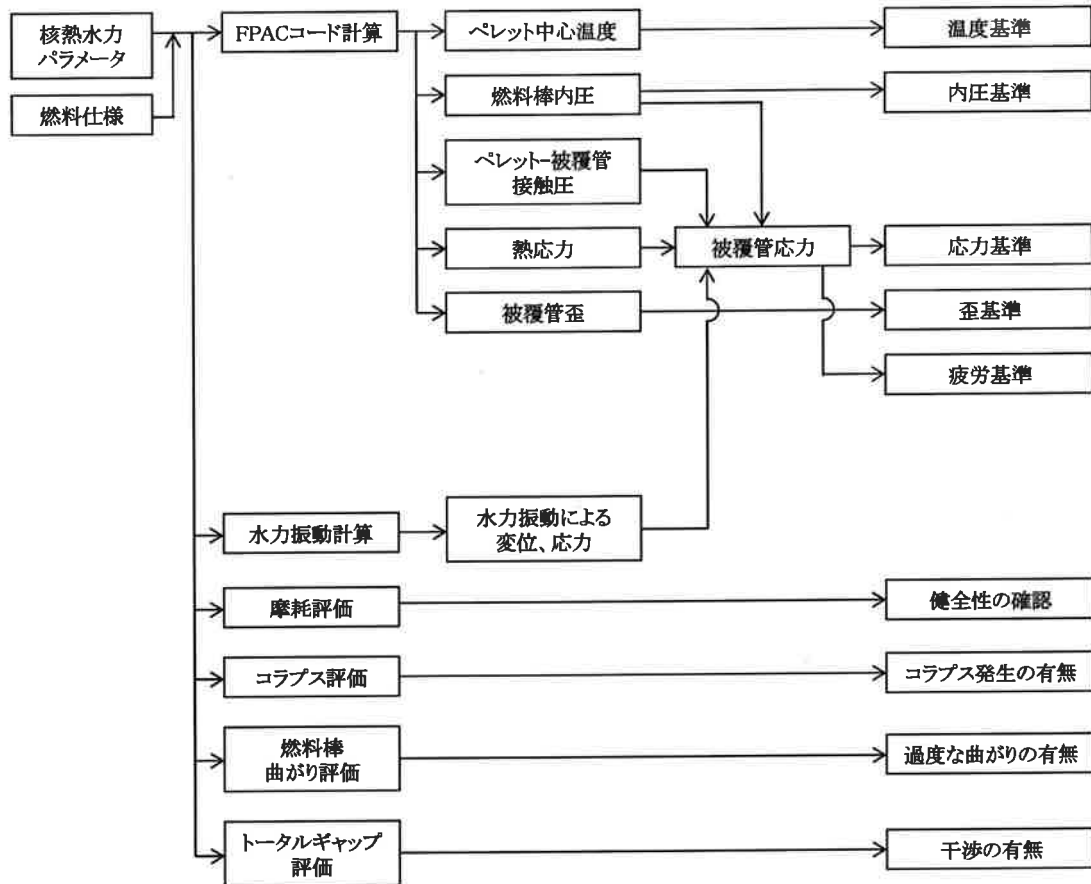 核熱水力
パラメータ
燃料仕様
FPACコード計算
ペレット中心温度
温度基準
燃料棒内圧
内圧基準
ペレット−被覆管
接触圧
熱応力
被覆管応力
応力基準
被覆管歪
歪基準
疲労基準
水力振動計算
水力振動による
変位、応力
摩耗評価
健全性の確認
コラプス評価
コラプス発生の有無
燃料棒
曲がり評価
過度な曲がりの有無
トータルギャップ
評価
干渉の有無